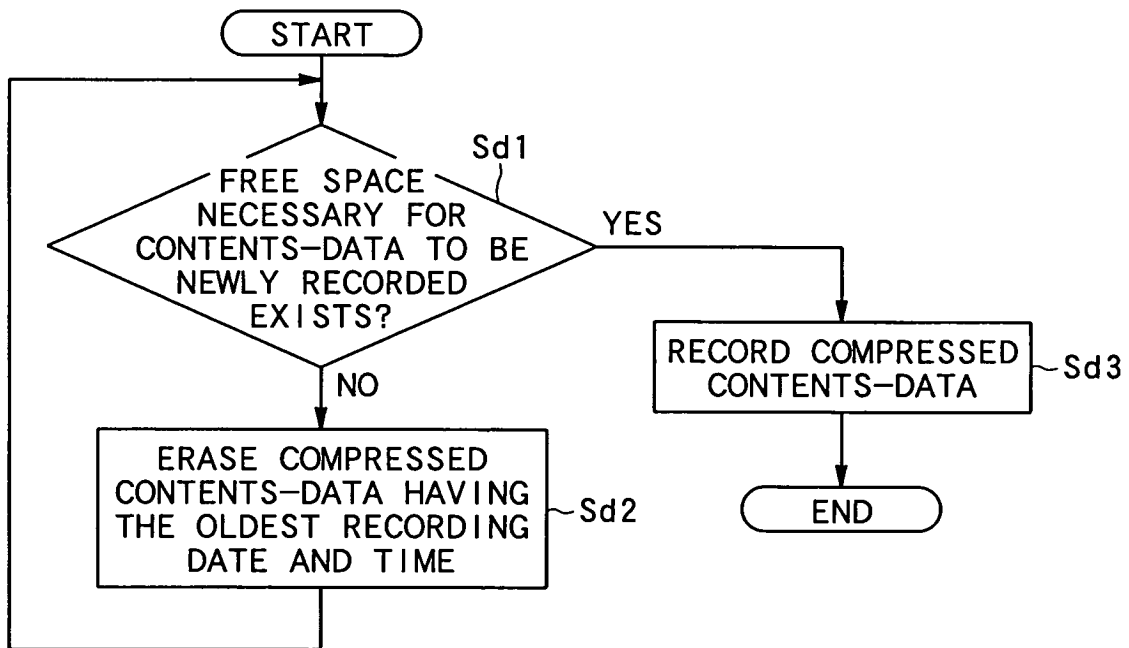 START
Sd1
FREE SPACE
NECESSARY FOR
CONTENTS-DATA TO BE
NEWLY RECORDED
EXISTS?
YES
NO
RECORD COMPRESSED
CONTENTS-DATA
Sd3
ERASE COMPRESSED
CONTENTS-DATA HAVING
THE OLDEST RECORDING
DATE AND TIME
Sd2
END